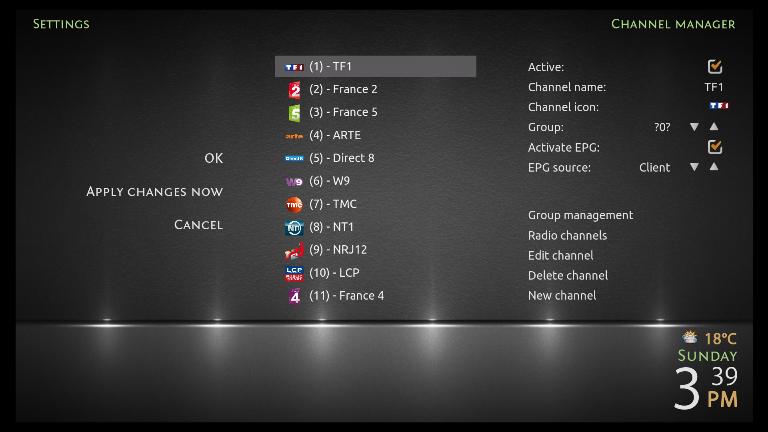 SETTINGS
CHANNEL MANAGER
OK
APPLY CHANGES NOW
CANCEL
TF1 (1) - TF1
2 (2) - France 2
5 (3) - France 5
arte (4) - ARTE
(5) - Direct 8
W9 (6) - W9
TMC (7) - TMC
NT1 (8) - NT1
(9) - NRJ12
LCP (10) - LCP
4 (11) - France 4
Active:
Channel name: TF1
Channel icon: TF1
Group: ?0?
Activate EPG:
EPG source: Client
Group management
Radio channels
Edit channel
Delete channel
New channel
18°C
SUNDAY
3 39
PM